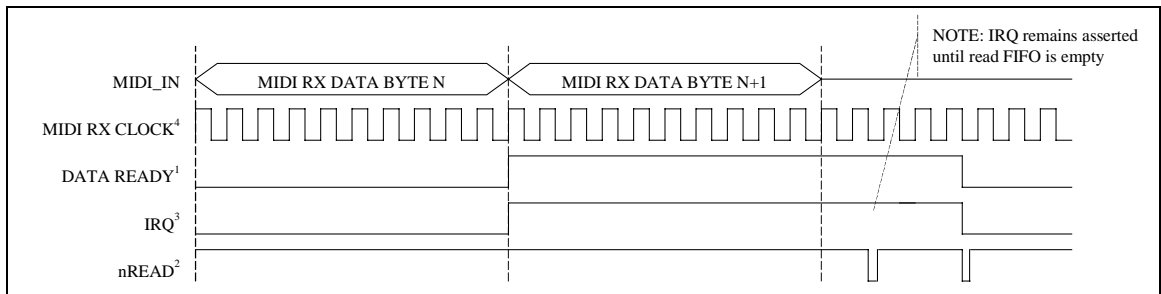 NOTE: IRQ remains asserted
until read FIFO is empty
MIDI_IN
MIDI RX DATA BYTE N
MIDI RX DATA BYTE N+1
MIDI RX CLOCK⁴
DATA READY¹
IRQ³
nREAD²